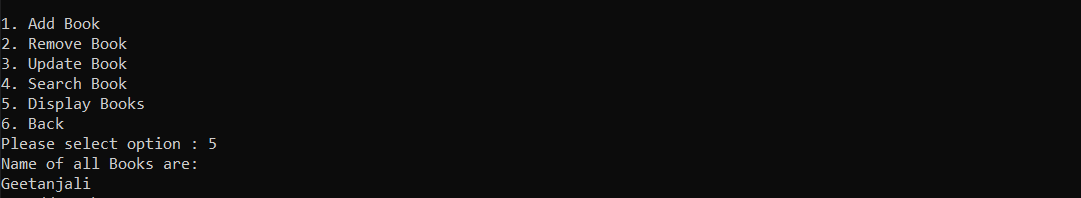 1. Add Book
2. Remove Book
3. Update Book
4. Search Book
5. Display Books
6. Back
Please select option : 5
Name of all Books are:
Geetanjali